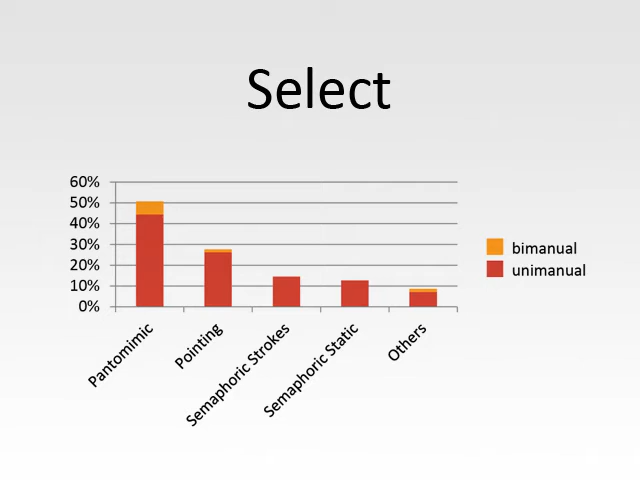 Select
60%
50%
40%
30%
20%
10%
0%
bimanual
unimanual
Pantomimic
Pointing
Semaphoric Strokes
Semaphoric Static
Others